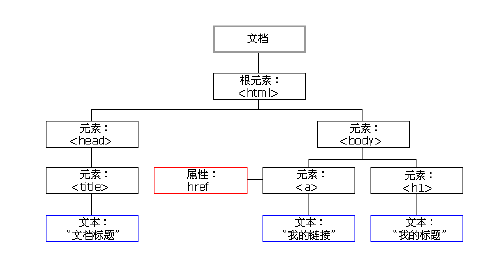 文档
根元素：
<html>
元素：
<head>
元素：
<body>
元素：
<title>
属性：
href
元素：
<a>
元素：
<h1>
文本：
“文档标题”
文本：
“我的链接”
文本：
“我的标题”